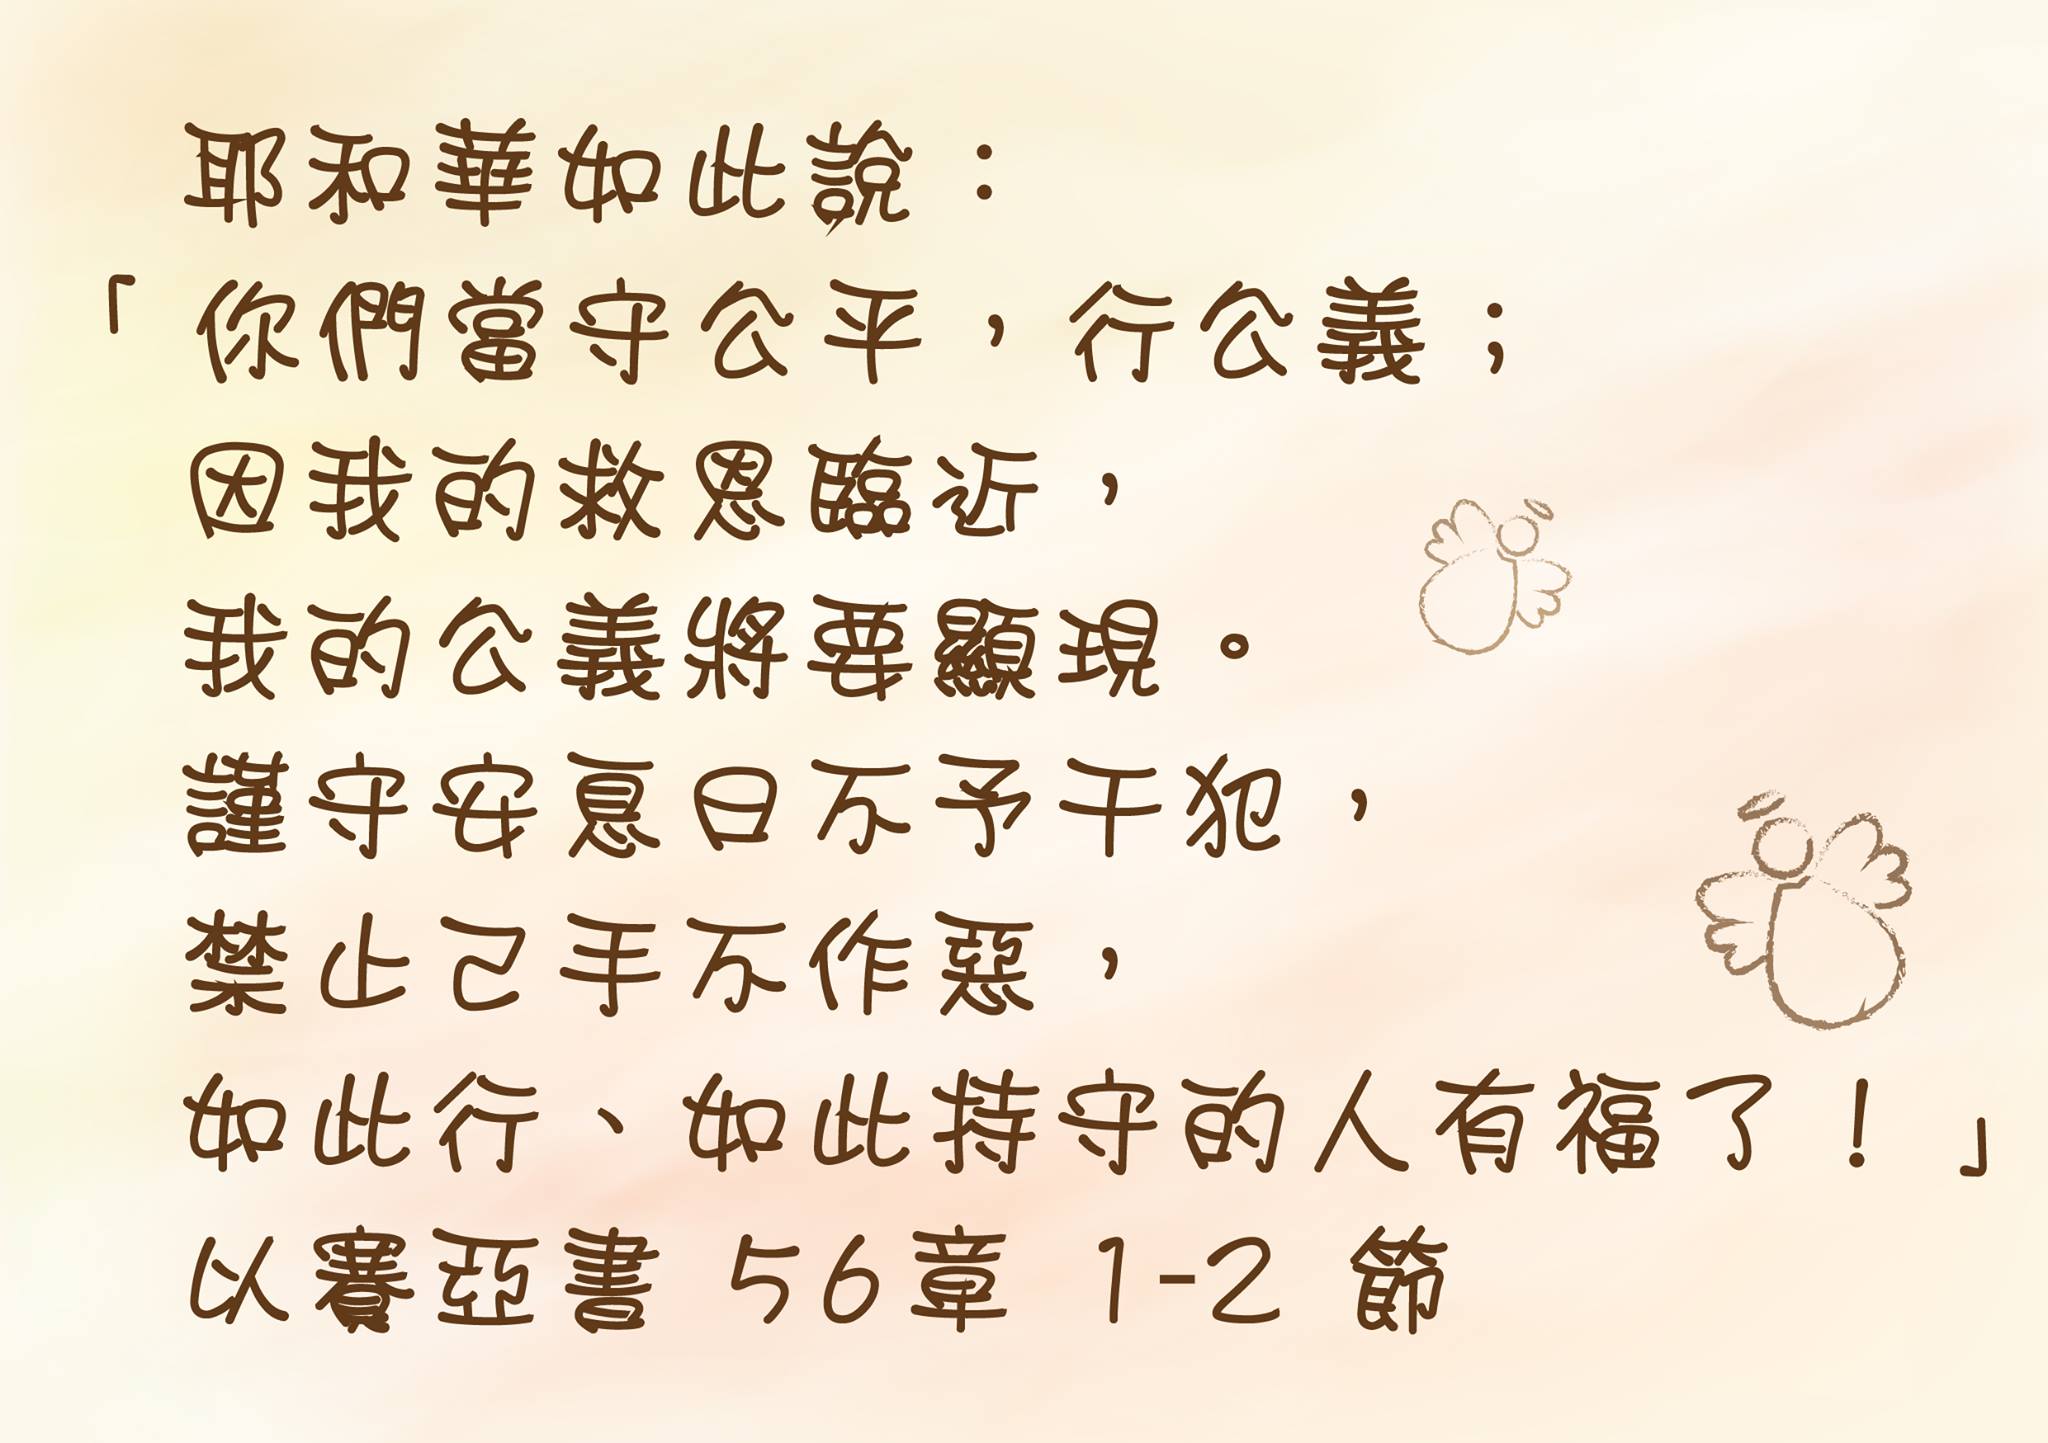 耶和華如此說：
「你們當守公平，行公義；
因我的救恩臨近，
我的公義將要顯現。
謹守安息日不予干犯，
禁止己手不作惡，
如此行、如此持守的人有福了！」
以賽亞書 56章 1-2 節